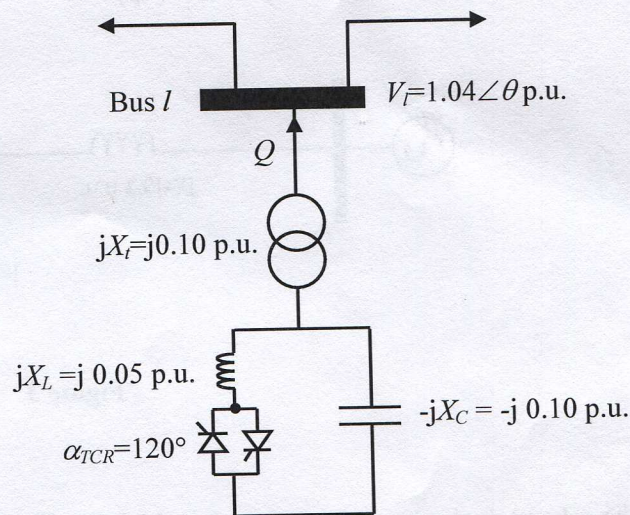 Bus l
V_l=1.04∠θ p.u.
Q
jX_t=j0.10 p.u.
jX_L =j 0.05 p.u.
-jX_C = -j 0.10 p.u.
α_TCR=120°